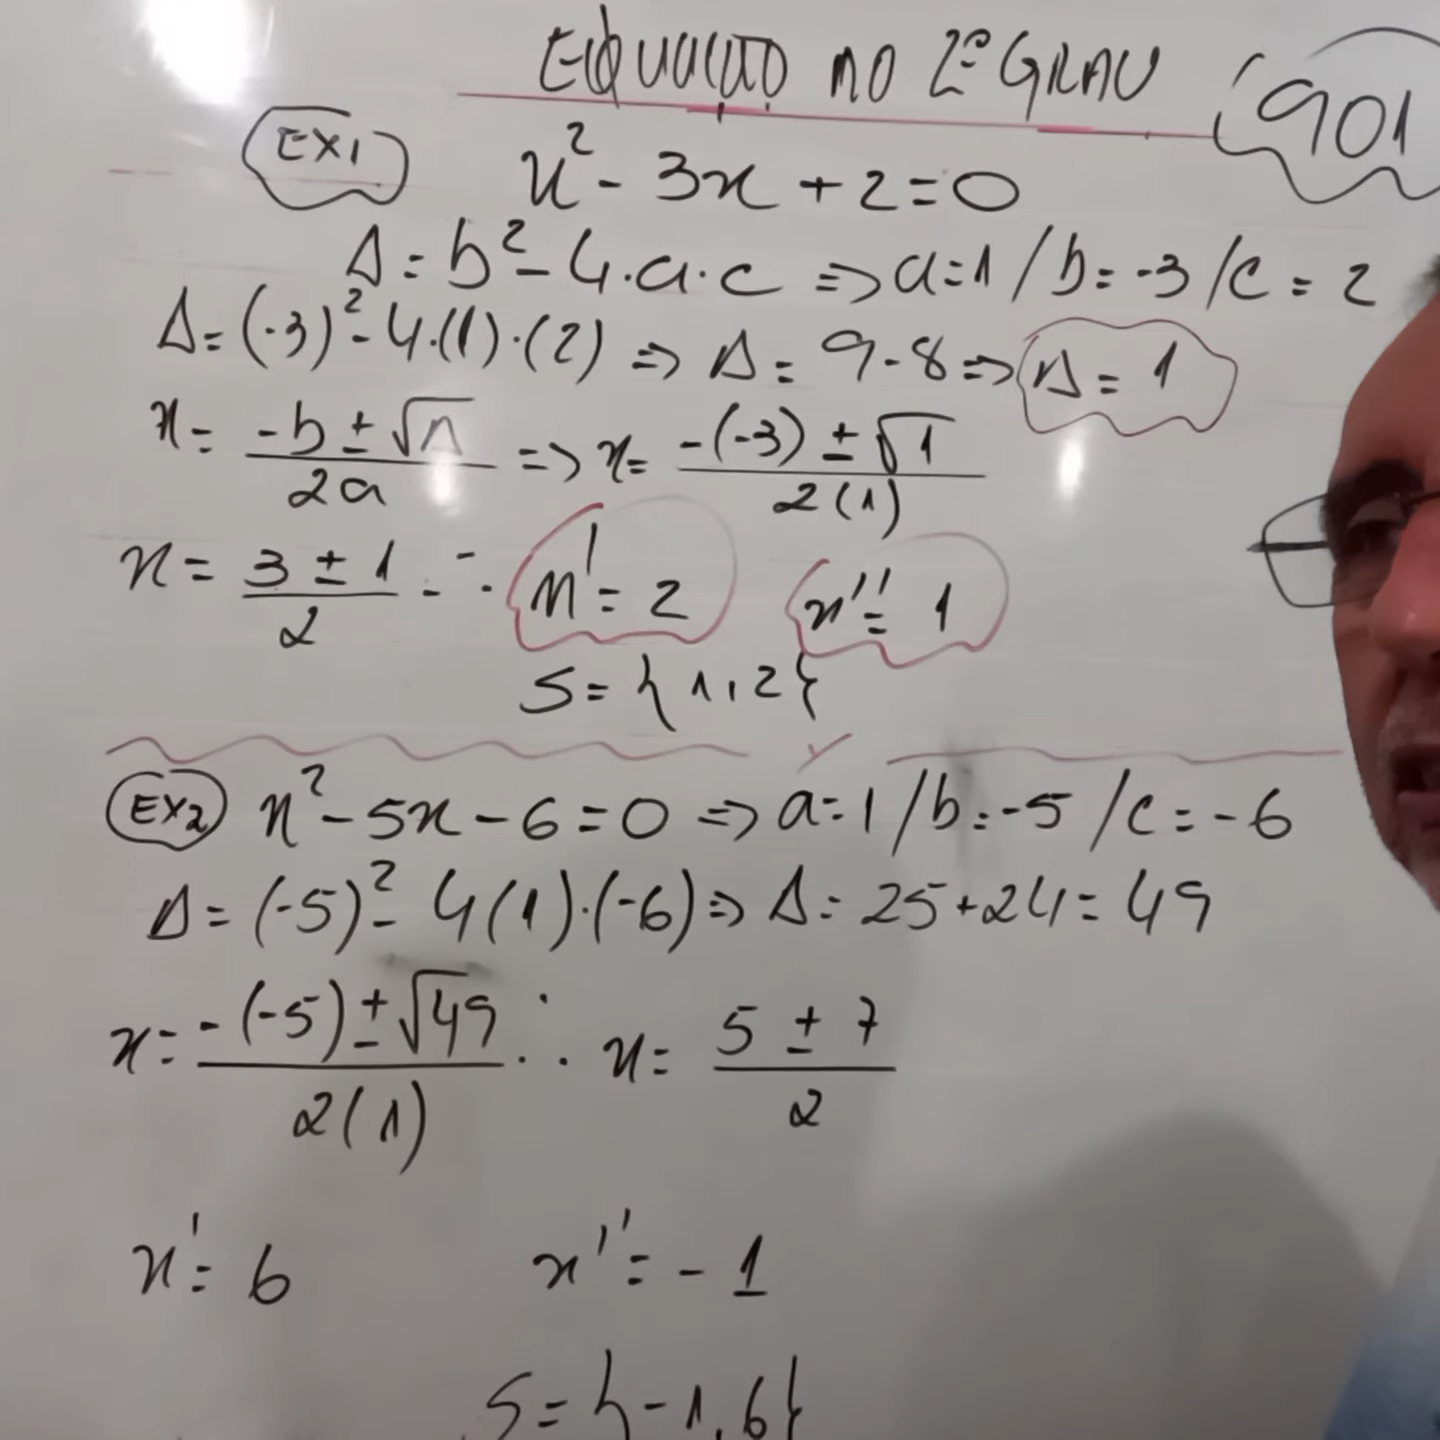 EQUAÇÃO NO 2º GRAU 901
EX1 x² - 3x + 2 = 0
Δ = b² - 4·a·c => a=1 / b=-3 / c=2
Δ = (-3)² - 4·(1)·(2) => Δ = 9-8 => Δ = 1
x = (-b ± √Δ)/2a => x = (-(-3) ± √1)/2(1)
x = (3 ± 1)/2 ∴ x' = 2 x'' = 1
S = {1,2}
EX2 x² - 5x - 6 = 0 => a=1 / b=-5 / c=-6
Δ = (-5)² - 4(1)·(-6) => Δ = 25+24 = 49
x = (-(-5) ± √49)/2(1) ∴ x = (5 ± 7)/2
x' = 6 x'' = -1
S = {-1,6}